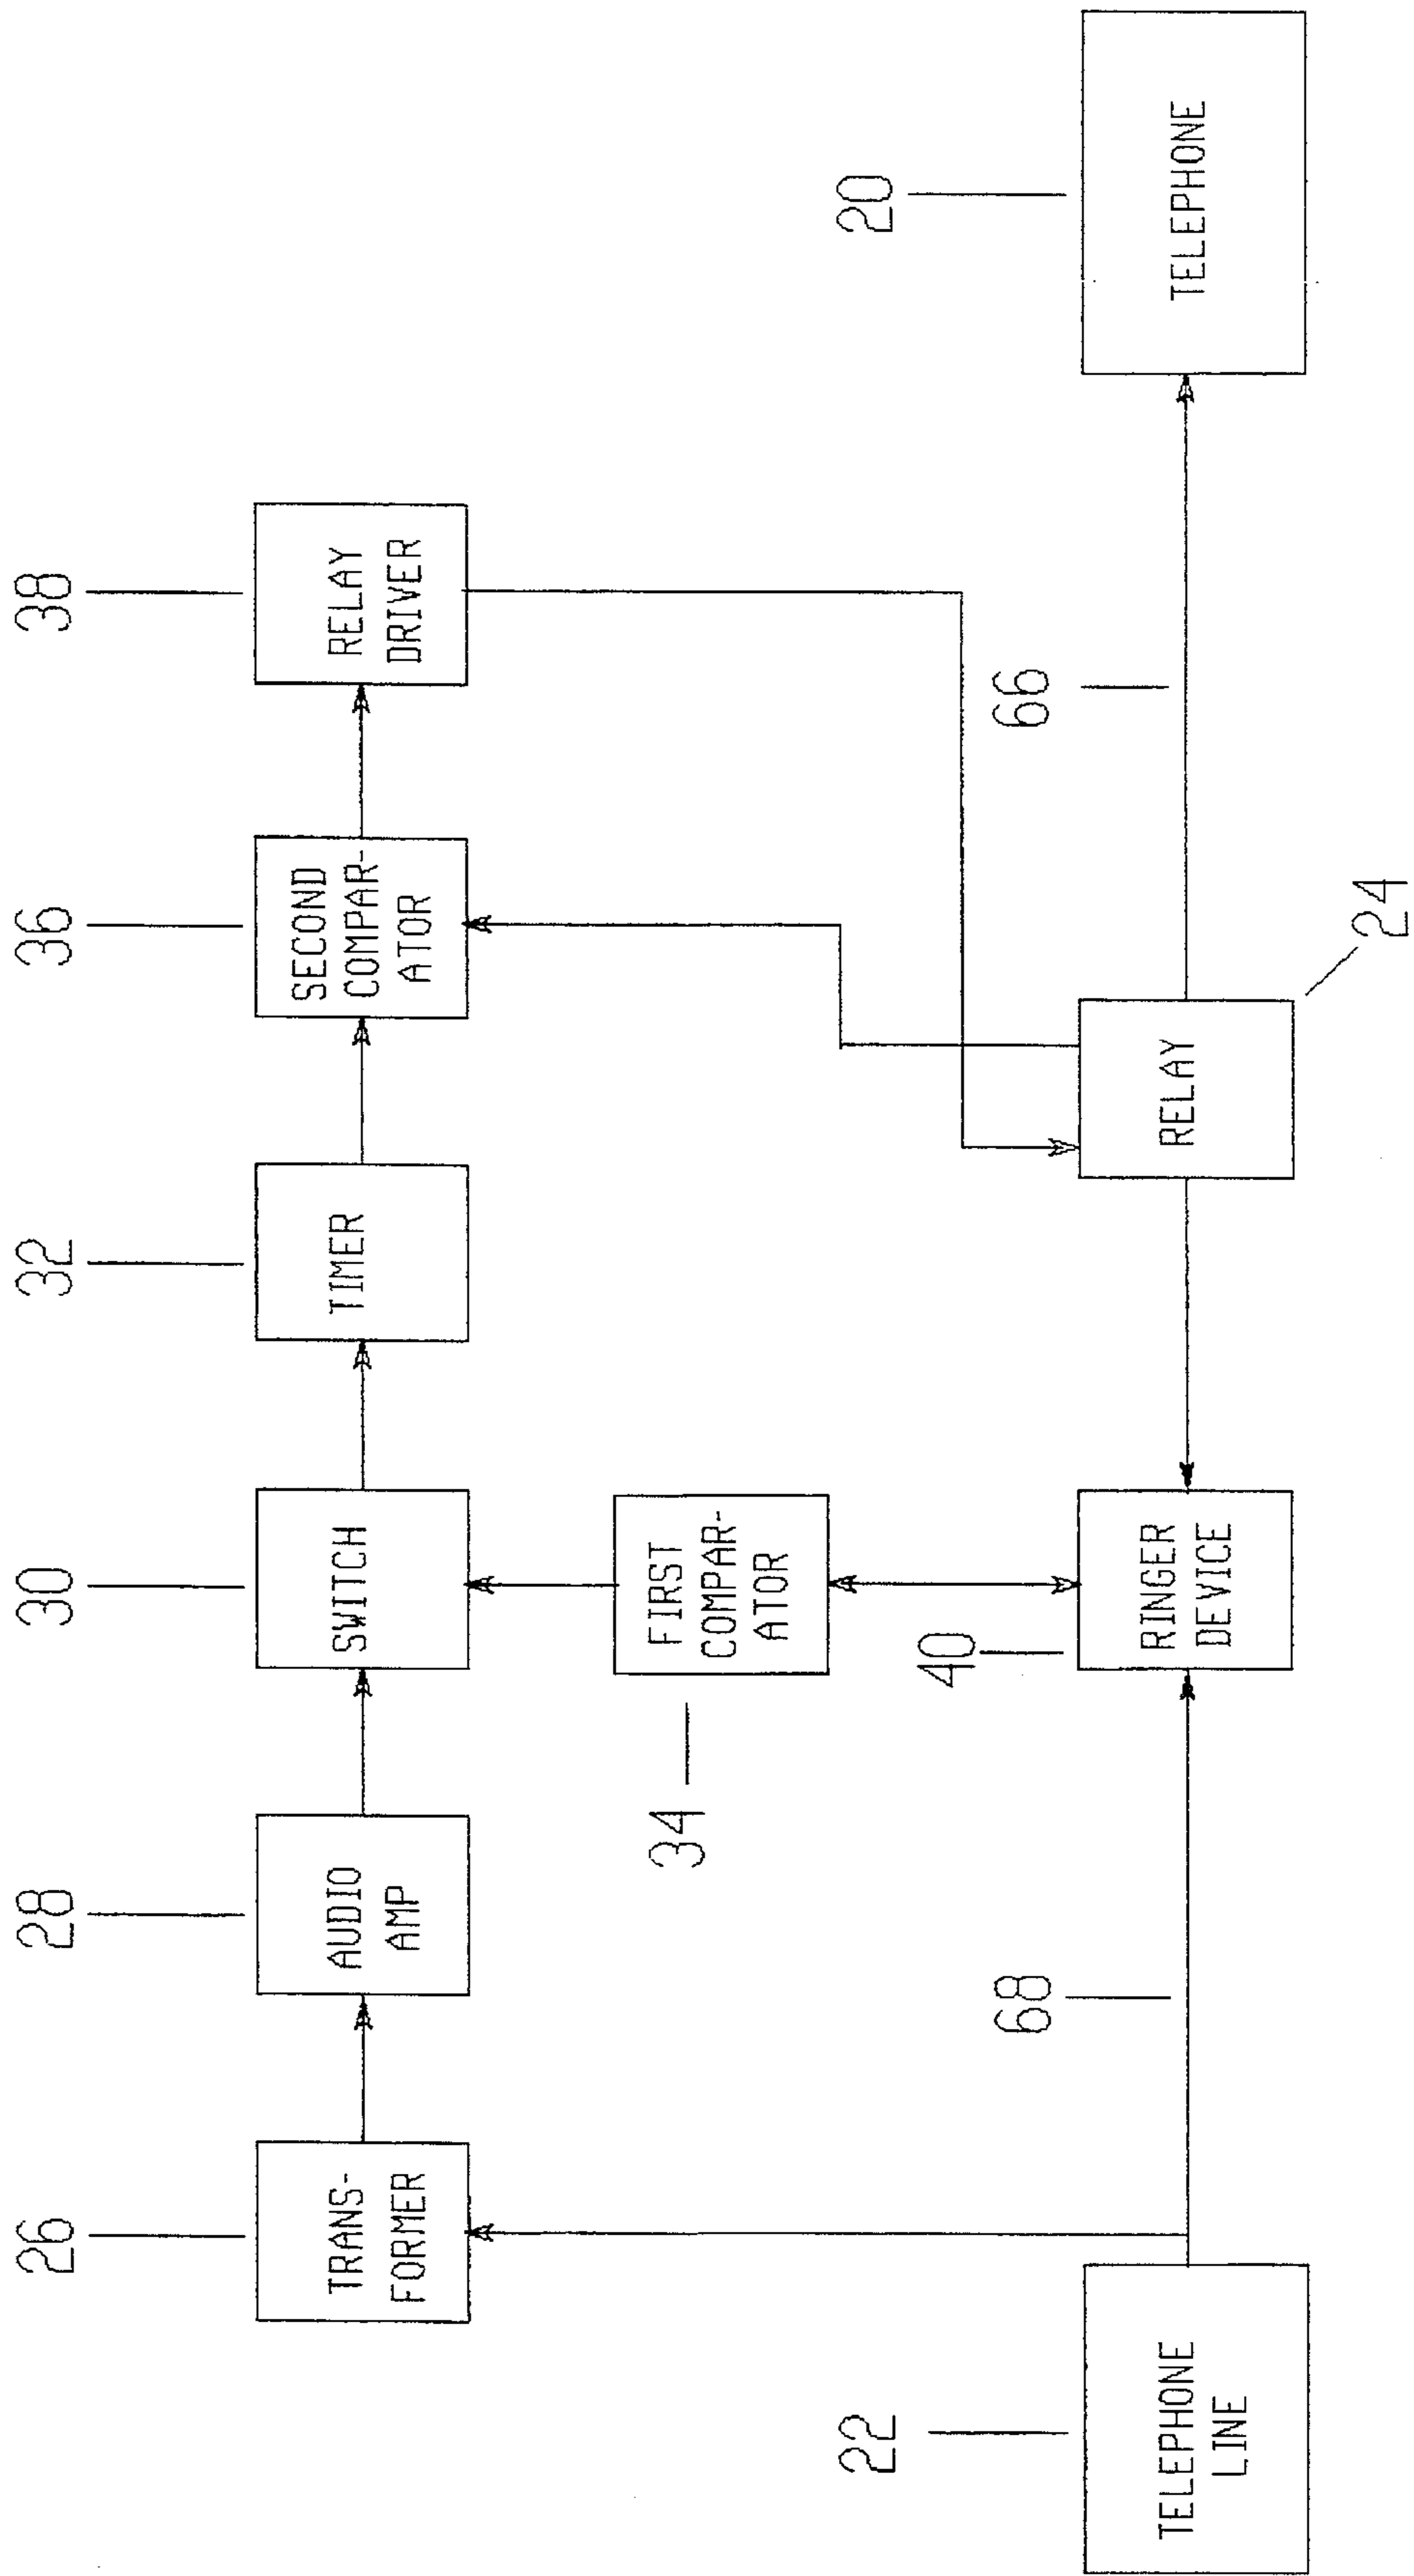 26
28
30
32
36
38
TRANS-
FORMER
AUDIO
AMP
SWITCH
TIMER
SECOND
COMPAR-
ATOR
RELAY
DRIVER
34
FIRST
COMPAR-
ATOR
22
68
40
66
20
TELEPHONE
LINE
RINGER
DEVICE
RELAY
TELEPHONE
24